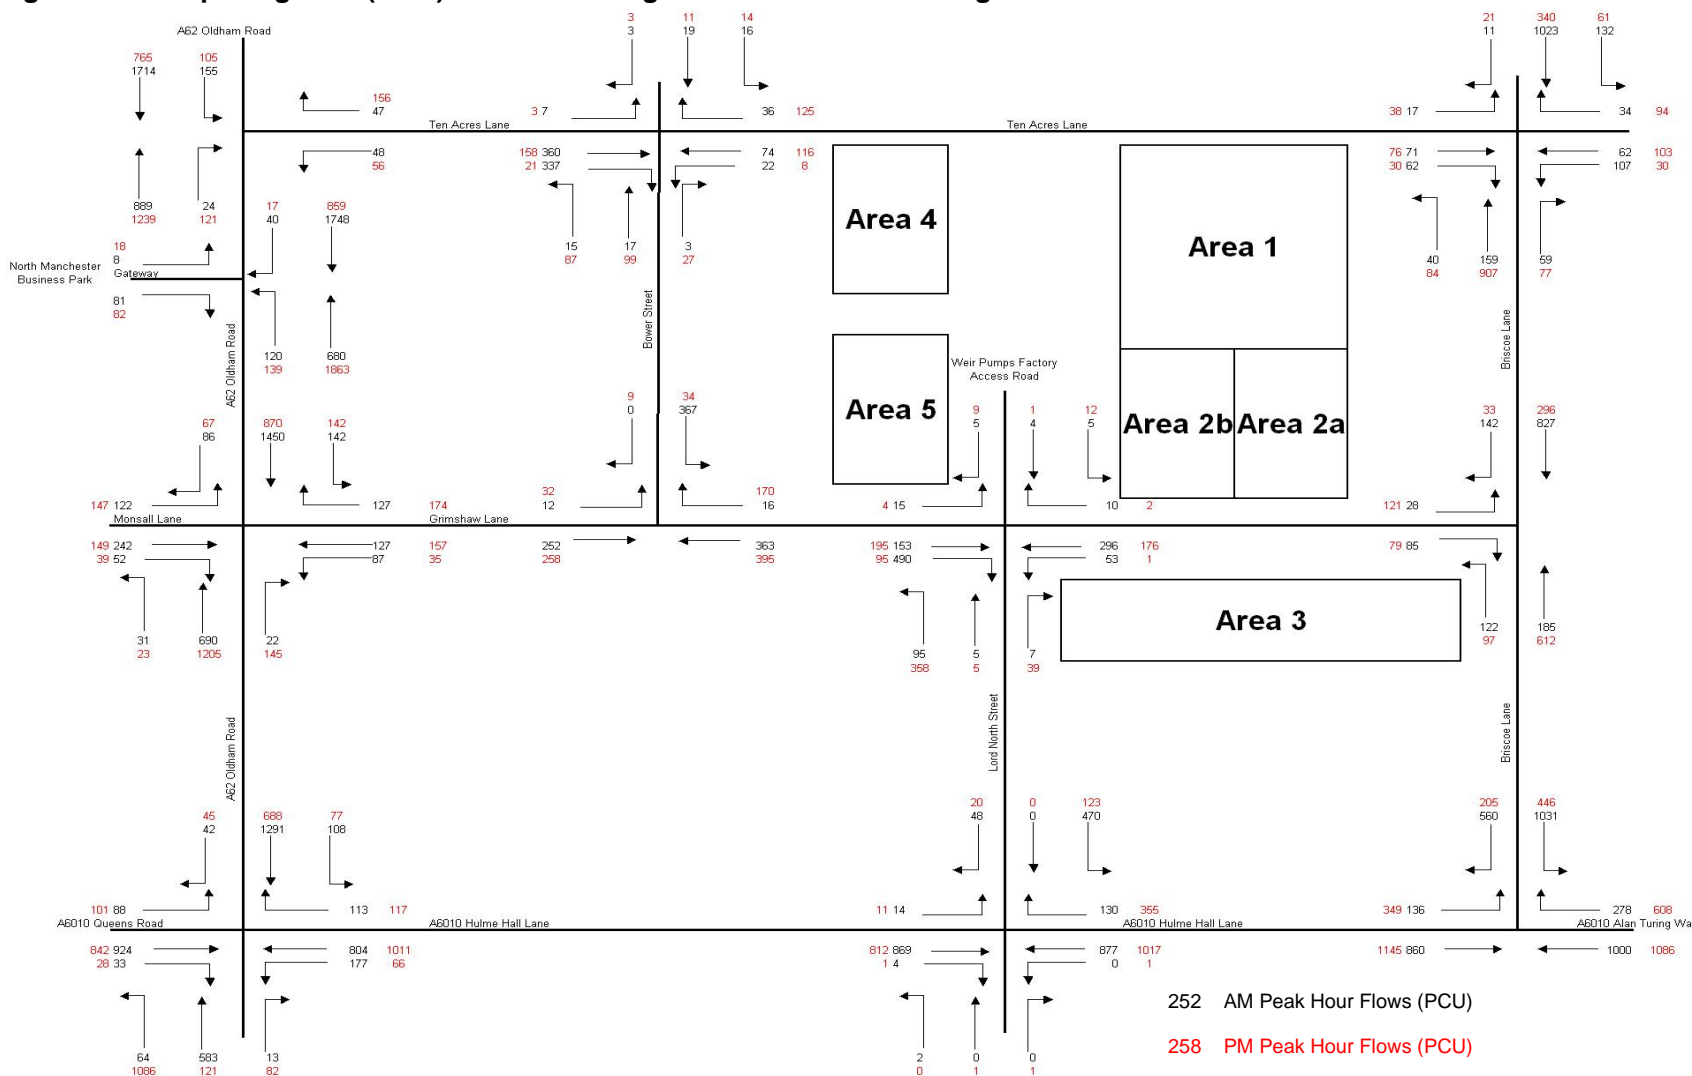 A62 Oldham Road
3 11 14
3 19 16
21 340 61
11 1023 132
765 105
1714 155
156
47
3 7
36 125
38 17
34 94
Ten Acres Lane
Ten Acres Lane
48
56
158 360
21 337
74 116
22 8
76 71
30 62
62 103
107 30
889 24
1239 121
17 859
40 1748
15 17 3
87 99 27
40 159 59
84 907 77
Area 4
Area 1
18
8
North Manchester
Business Park
Gateway
81
82
A62 Oldham Road
Bower Street
Briscoe Lane
120 680
139 1863
Weir Pumps Factory
Access Road
Area 5
Area 2b
Area 2a
67 870 142
86 1450 142
9 34
0 367
9 1 12
5 4 5
33 296
142 827
147 122
127 174
32
12
170
16
4 15
10 2
121 28
Monsall Lane
Grimshaw Lane
149 242
39 52
127 157
87 35
252
258
363
395
195 153
95 490
296 176
53 1
79 85
31 690 22
23 1205 145
95 5 7
358 5 39
Area 3
122 185
97 612
A62 Oldham Road
Lord North Street
Briscoe Lane
45 688 77
42 1291 108
20 0 123
48 0 470
205 446
560 1031
101 88
113 117
11 14
130 355
349 136
278 608
A6010 Queens Road
A6010 Hulme Hall Lane
A6010 Hulme Hall Lane
A6010 Alan Turing Wa
842 924
28 33
804 1011
177 66
812 869
1 4
877 1017
0 1
1145 860
1000 1086
64 583 13
1086 121 82
2 0 0
0 1 1
252 AM Peak Hour Flows (PCU)
258 PM Peak Hour Flows (PCU)